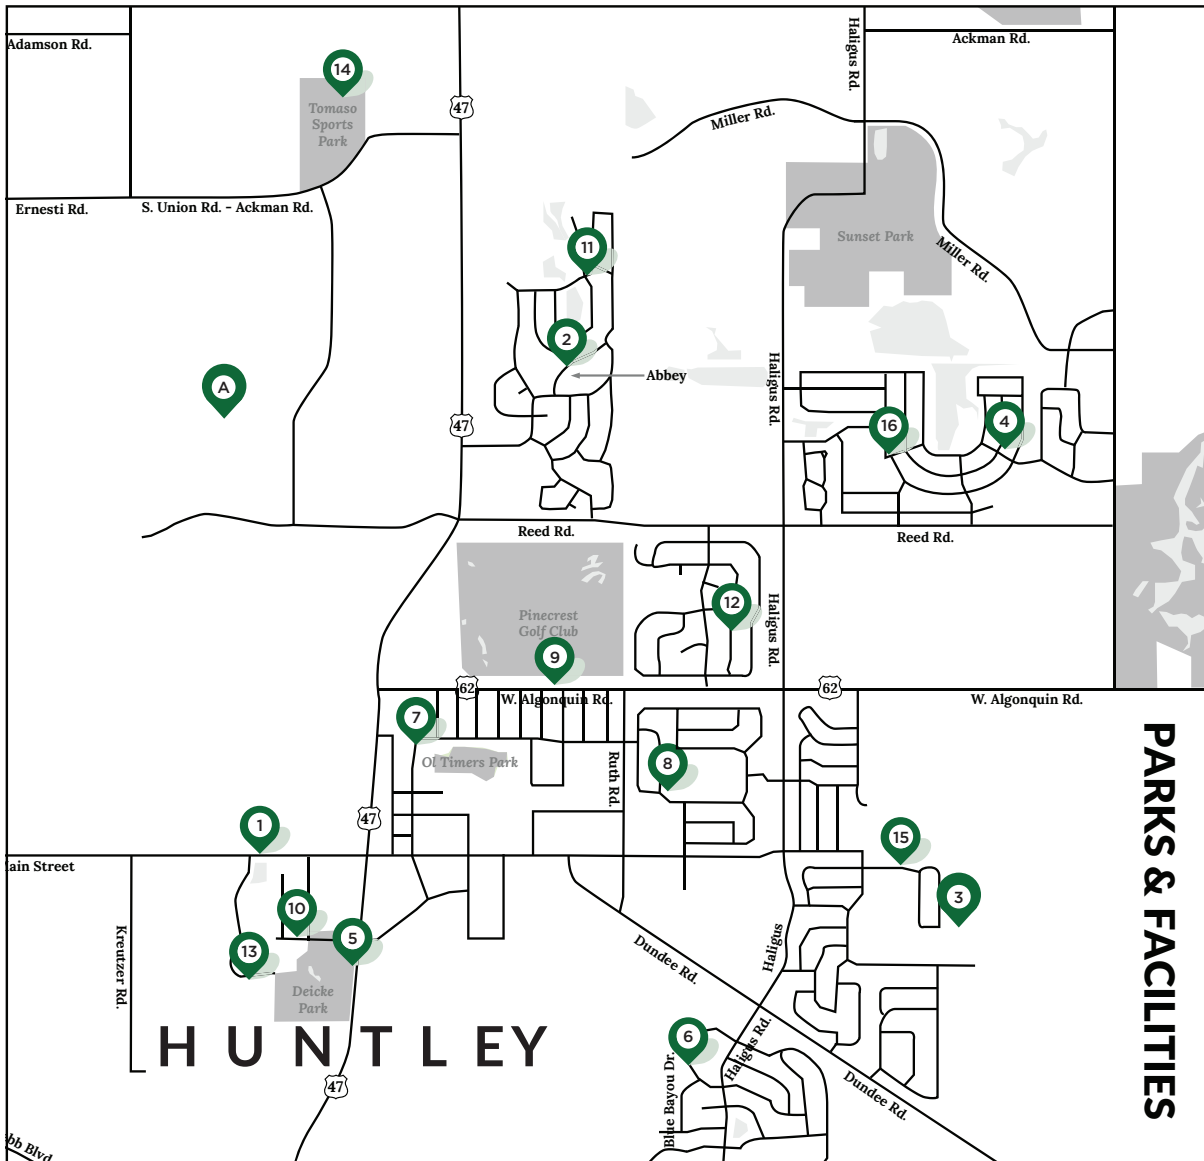 Adamson Rd.
14
Tomaso
Sports
Park
47
Haligus Rd.
Ackman Rd.
Miller Rd.
Ernesti Rd.
S. Union Rd. - Ackman Rd.
11
Sunset Park
Miller Rd.
2
A
Abbey
Haligus Rd.
47
16
4
Reed Rd.
Reed Rd.
Pinecrest
Golf Club
12
Haligus Rd.
9
62
W. Algonquin Rd.
62
W. Algonquin Rd.
7
Ol Timers Park
Ruth Rd.
8
47
1
15
ain Street
3
10
5
13
Kreutzer Rd.
Deicke
Park
Dundee Rd.
Haligus
HUNTLEY
6
Haligus Rd.
Blue Bayou Dr.
47
Dundee Rd.
bb Blvd
PARKS & FACILITIES